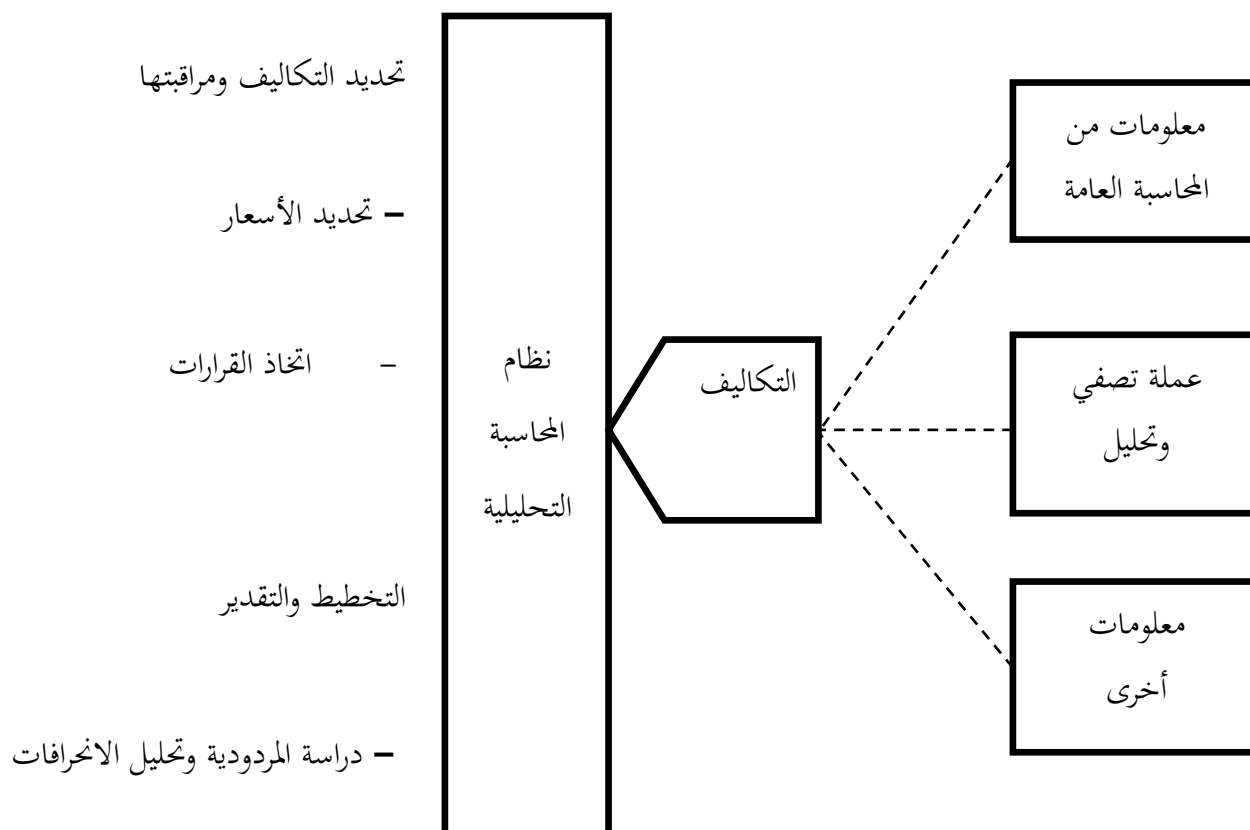 معلومات من
المحاسبة العامة
عملة تصفي
وتحليل
معلومات
أخرى
التكاليف
نظام
المحاسبة
التحليلية
تحديد التكاليف ومراقبتها
– تحديد الأسعار
– اتخاذ القرارات
التخطيط والتقدير
– دراسة المردودية وتحليل الانحرافات